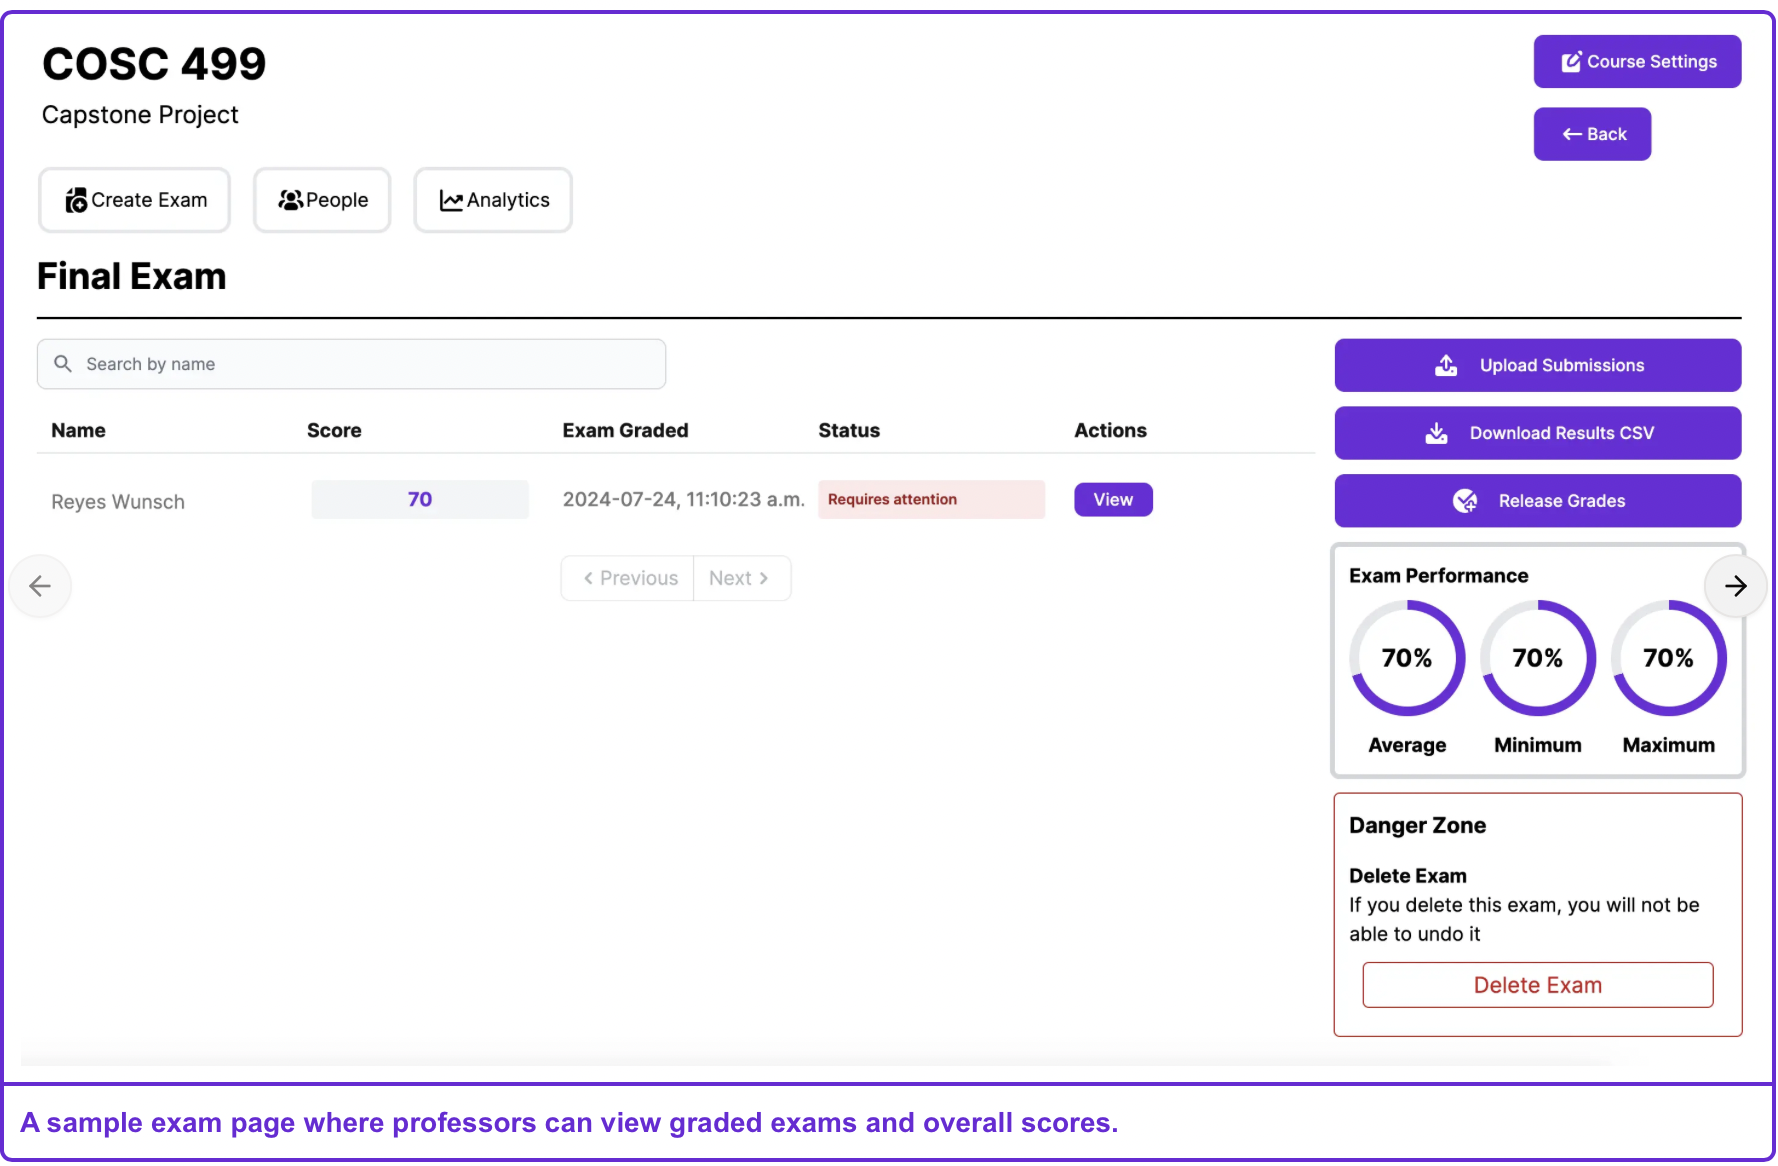 COSC 499
Capstone Project
Course Settings
Back
Create Exam
People
Analytics
Final Exam
Search by name
Name Score Exam Graded Status Actions
Reyes Wunsch 70 2024-07-24, 11:10:23 a.m. Requires attention View
Previous Next
Upload Submissions
Download Results CSV
Release Grades
Exam Performance
70% 70% 70%
Average Minimum Maximum
Danger Zone
Delete Exam
If you delete this exam, you will not be
able to undo it
Delete Exam
A sample exam page where professors can view graded exams and overall scores.